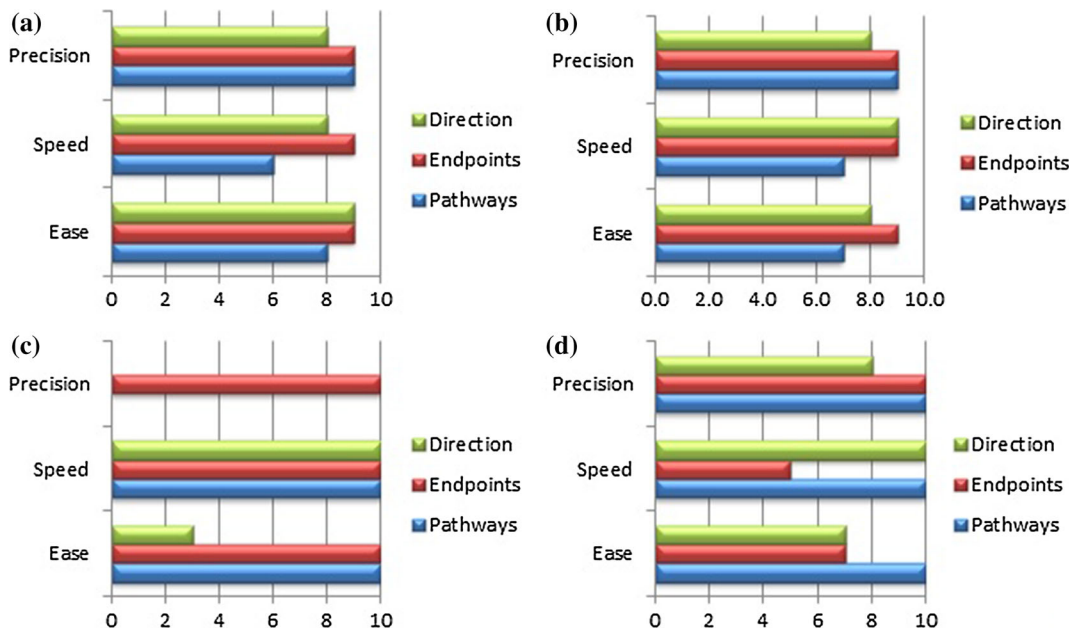 (a)
Precision
Speed
Ease
0 2 4 6 8 10
Direction
Endpoints
Pathways
(b)
Precision
Speed
Ease
0.0 2.0 4.0 6.0 8.0 10.0
Direction
Endpoints
Pathways
(c)
Precision
Speed
Ease
0 2 4 6 8 10
Direction
Endpoints
Pathways
(d)
Precision
Speed
Ease
0 2 4 6 8 10
Direction
Endpoints
Pathways